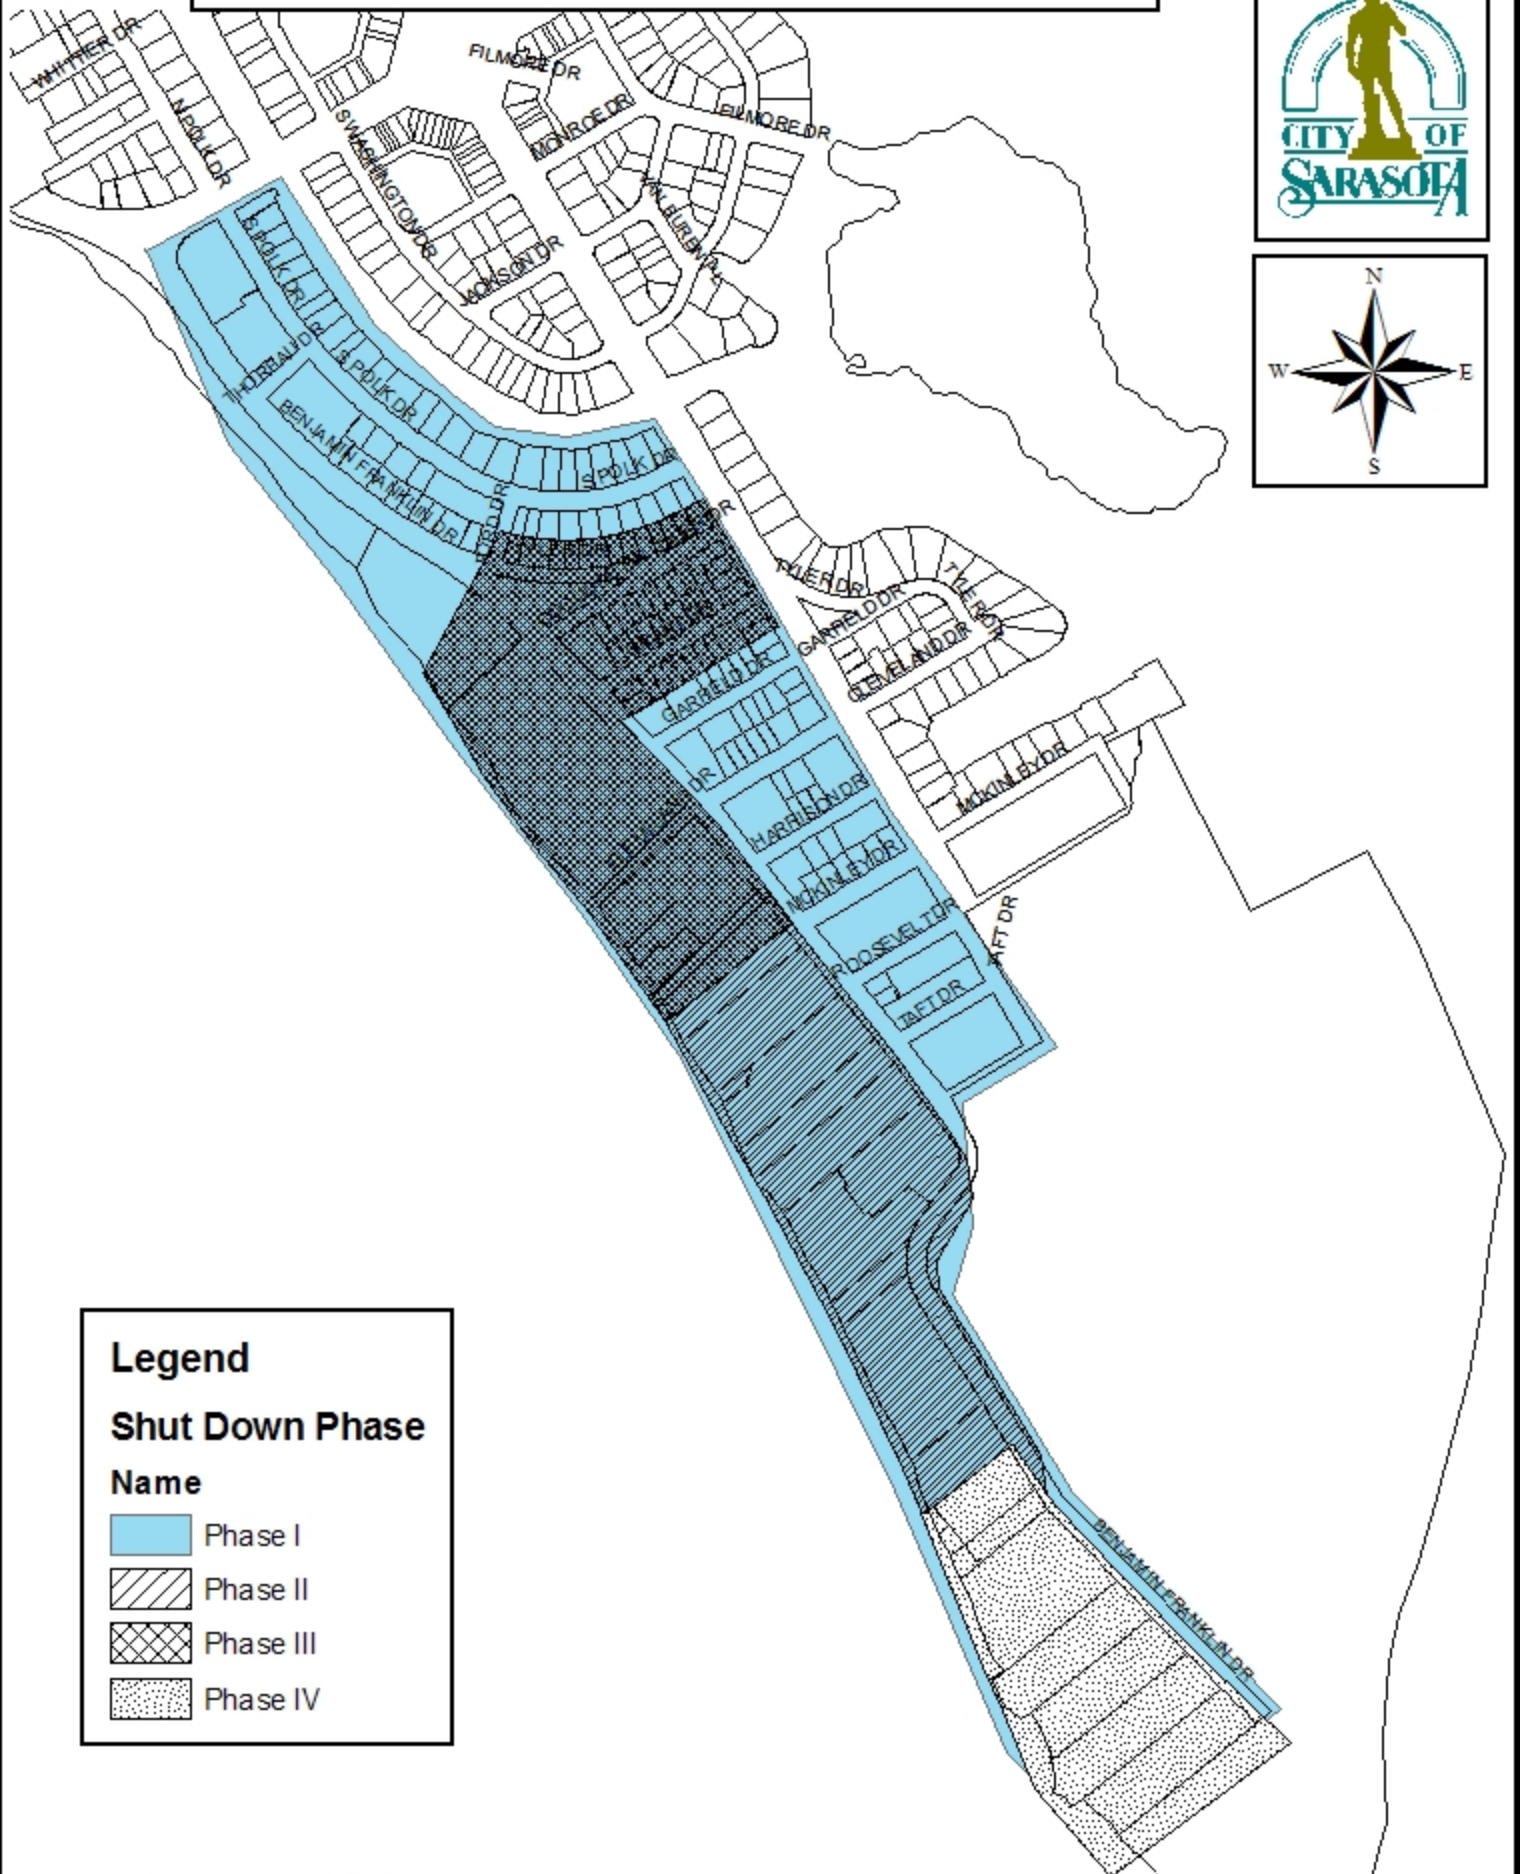 WHITTIER DR
N POLK DR
S WASHINGTON DR
FILMORE DR
MONROE DR
FILMORE DR
VAN BUREN
JACKSON DR
CITY OF
SARASOTA
N
W E
S
S POLK DR
THOREAU DR
S POLK DR
BENJAMIN FRANKLIN DR
S POLK DR
DR
TYLER DR
TYLER DR
GARFIELD DR
CLEVELAND DR
GARFIELD DR
DR
HARRISON DR
MCKINLEY DR
MCKINLEY DR
ROOSEVELT DR
AFT DR
TAFT DR
BENJAMIN FRANKLIN DR
Legend
Shut Down Phase
Name
Phase I
Phase II
Phase III
Phase IV